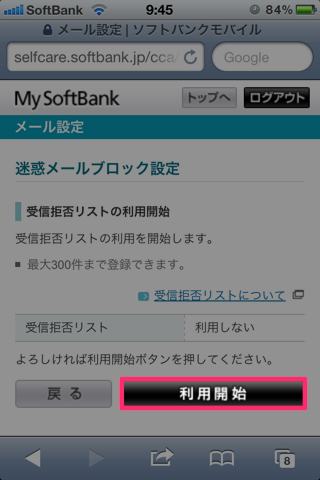 SoftBank 9:45 84%
メール設定 | ソフトバンクモバイル
selfcare.softbank.jp/cca/ Google
My SoftBank トップへ ログアウト
メール設定
迷惑メールブロック設定
受信拒否リストの利用開始
受信拒否リストの利用を開始します。
最大300件まで登録できます。
受信拒否リストについて
受信拒否リスト 利用しない
よろしければ利用開始ボタンを押してください。
戻る 利用開始
8